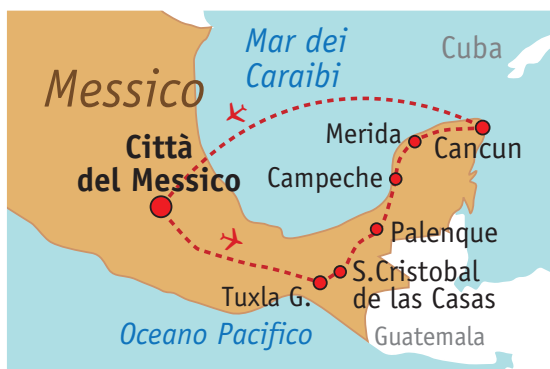 Mar dei
Caraibi
Cuba
Messico
Merida
Cancun
Città
del Messico
Campeche
Palenque
S.Cristobal
de las Casas
Tuxla G.
Oceano Pacifico
Guatemala